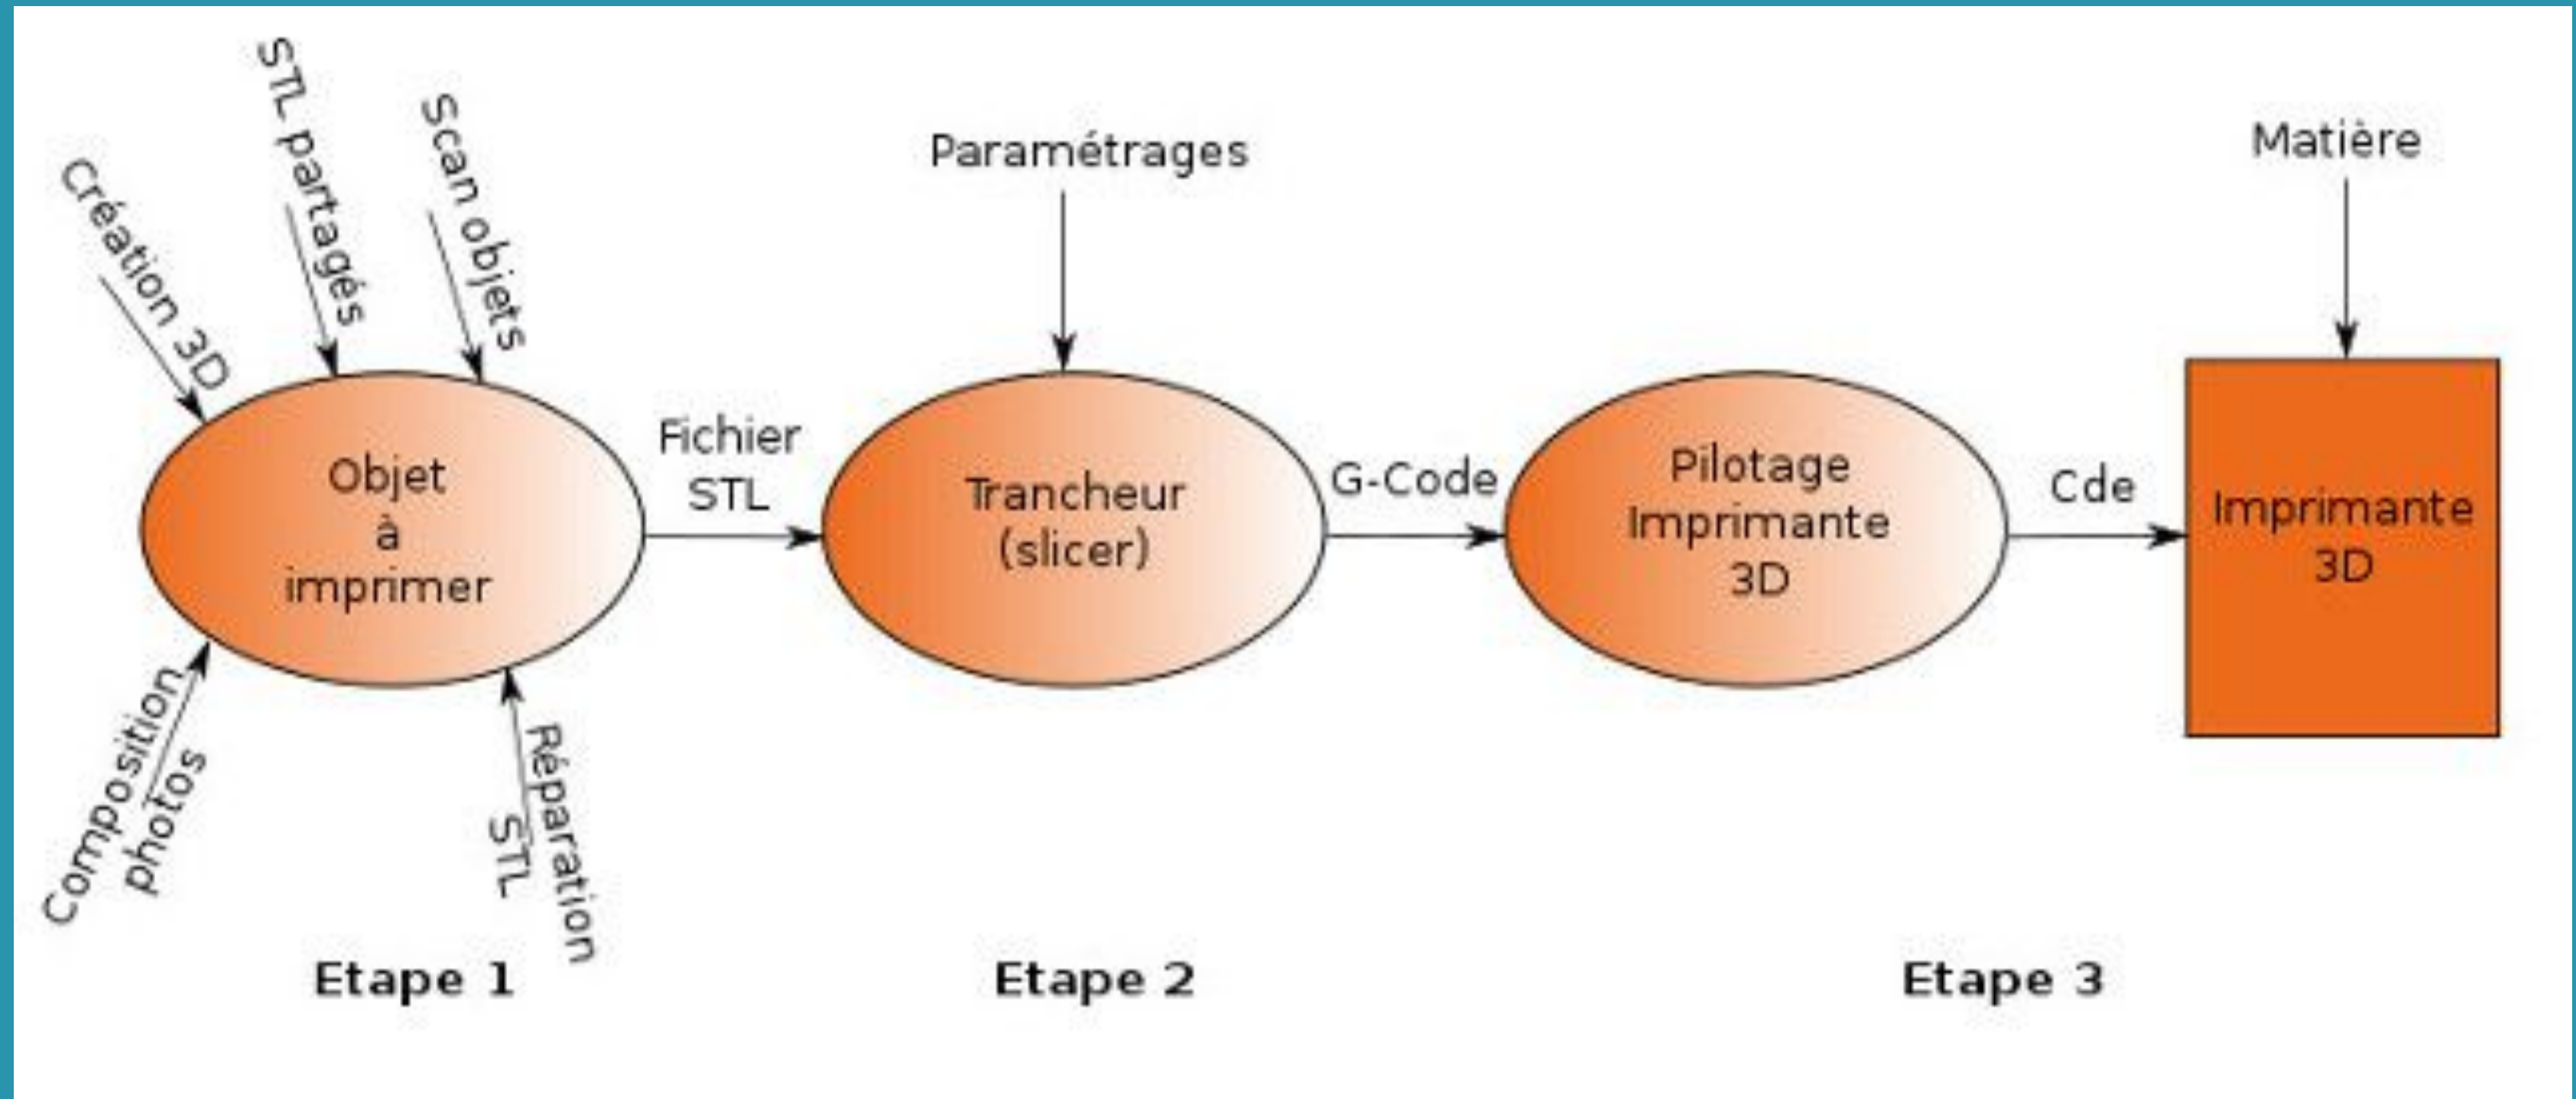 Création 3D
STL partagés
Scan objets
Objet
à
imprimer
Composition
photos
Réparation
STL
Fichier
STL
Paramétrages
Trancheur
(slicer)
G-Code
Pilotage
Imprimante
3D
Cde
Matière
Imprimante
3D
Etape 1
Etape 2
Etape 3